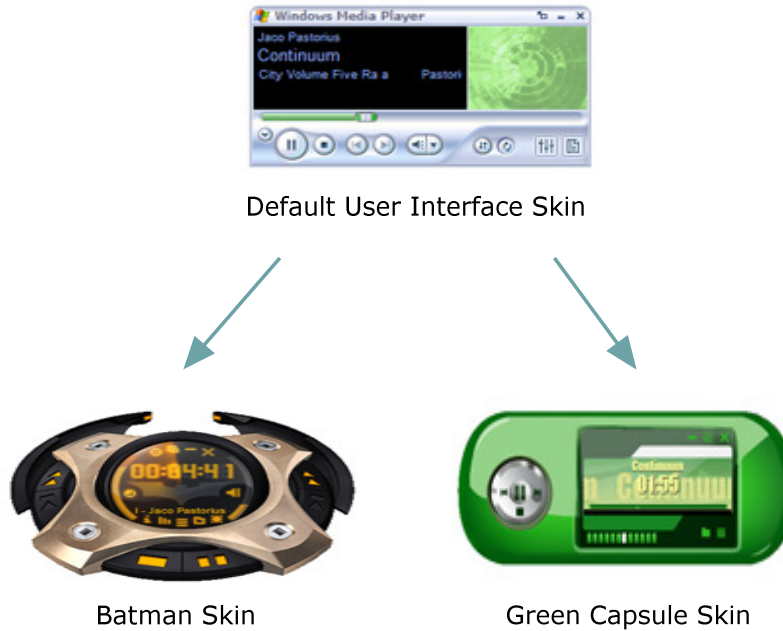 Windows Media Player
Jaco Pastorius
Continuum
City Volume Five Ra a Pastori
Default User Interface Skin
00:04:41
I - Jaco Pastorius
Continuum
01:55
n Continuu
Batman Skin
Green Capsule Skin